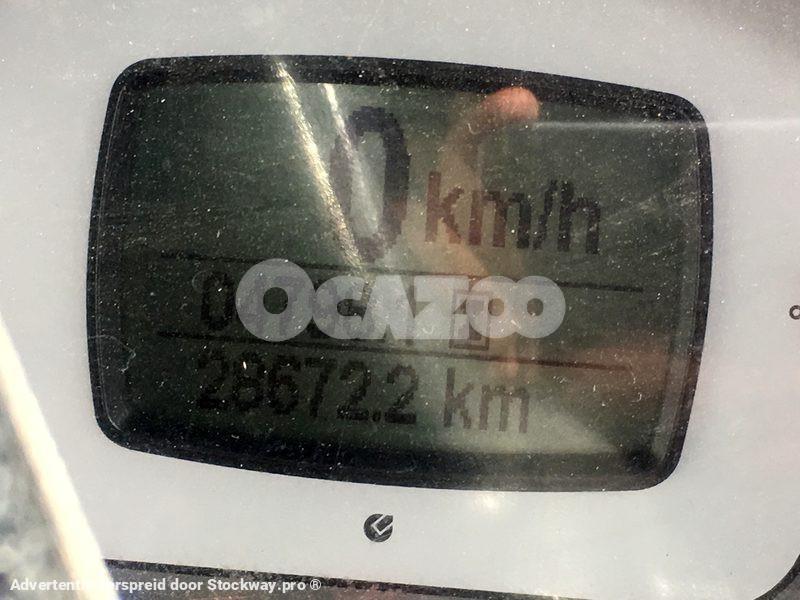 0 km/h
OCAZOO
28672.2 km
Advertentie verspreid door Stockway.pro ®